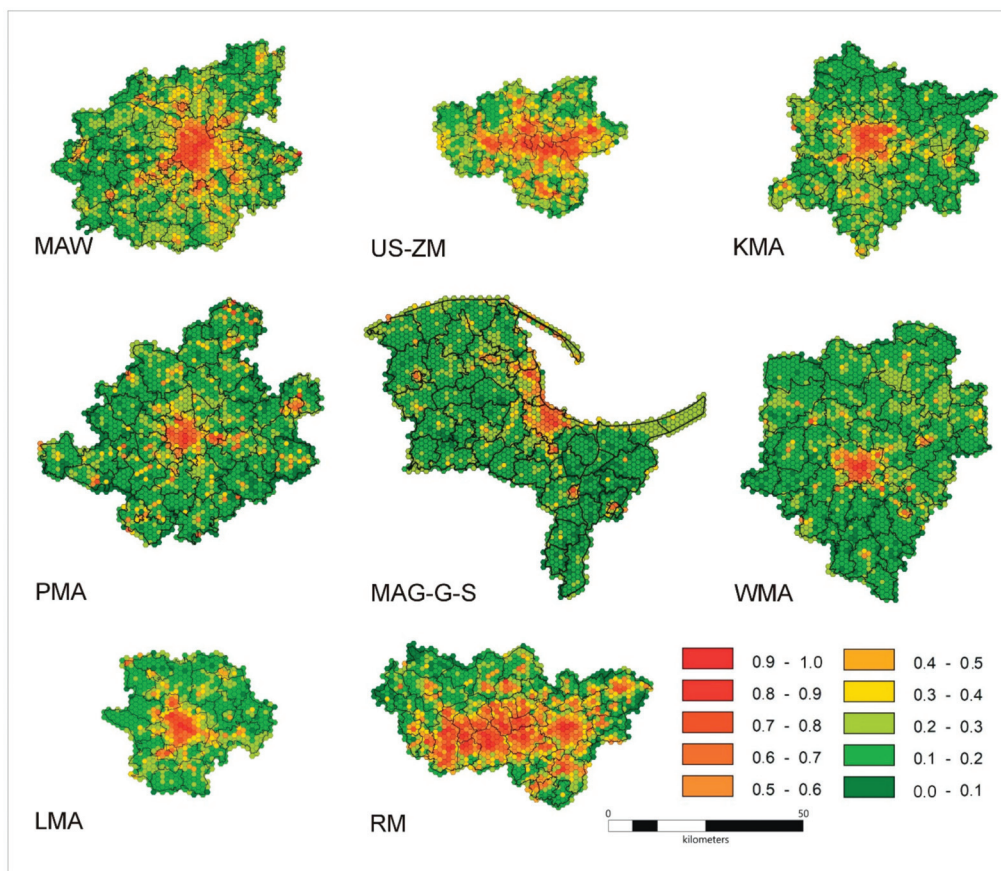 MAW
US-ZM
KMA
PMA
MAG-G-S
WMA
LMA
RM
0.9 - 1.0
0.8 - 0.9
0.7 - 0.8
0.6 - 0.7
0.5 - 0.6
0.4 - 0.5
0.3 - 0.4
0.2 - 0.3
0.1 - 0.2
0.0 - 0.1
0 50
kilometers